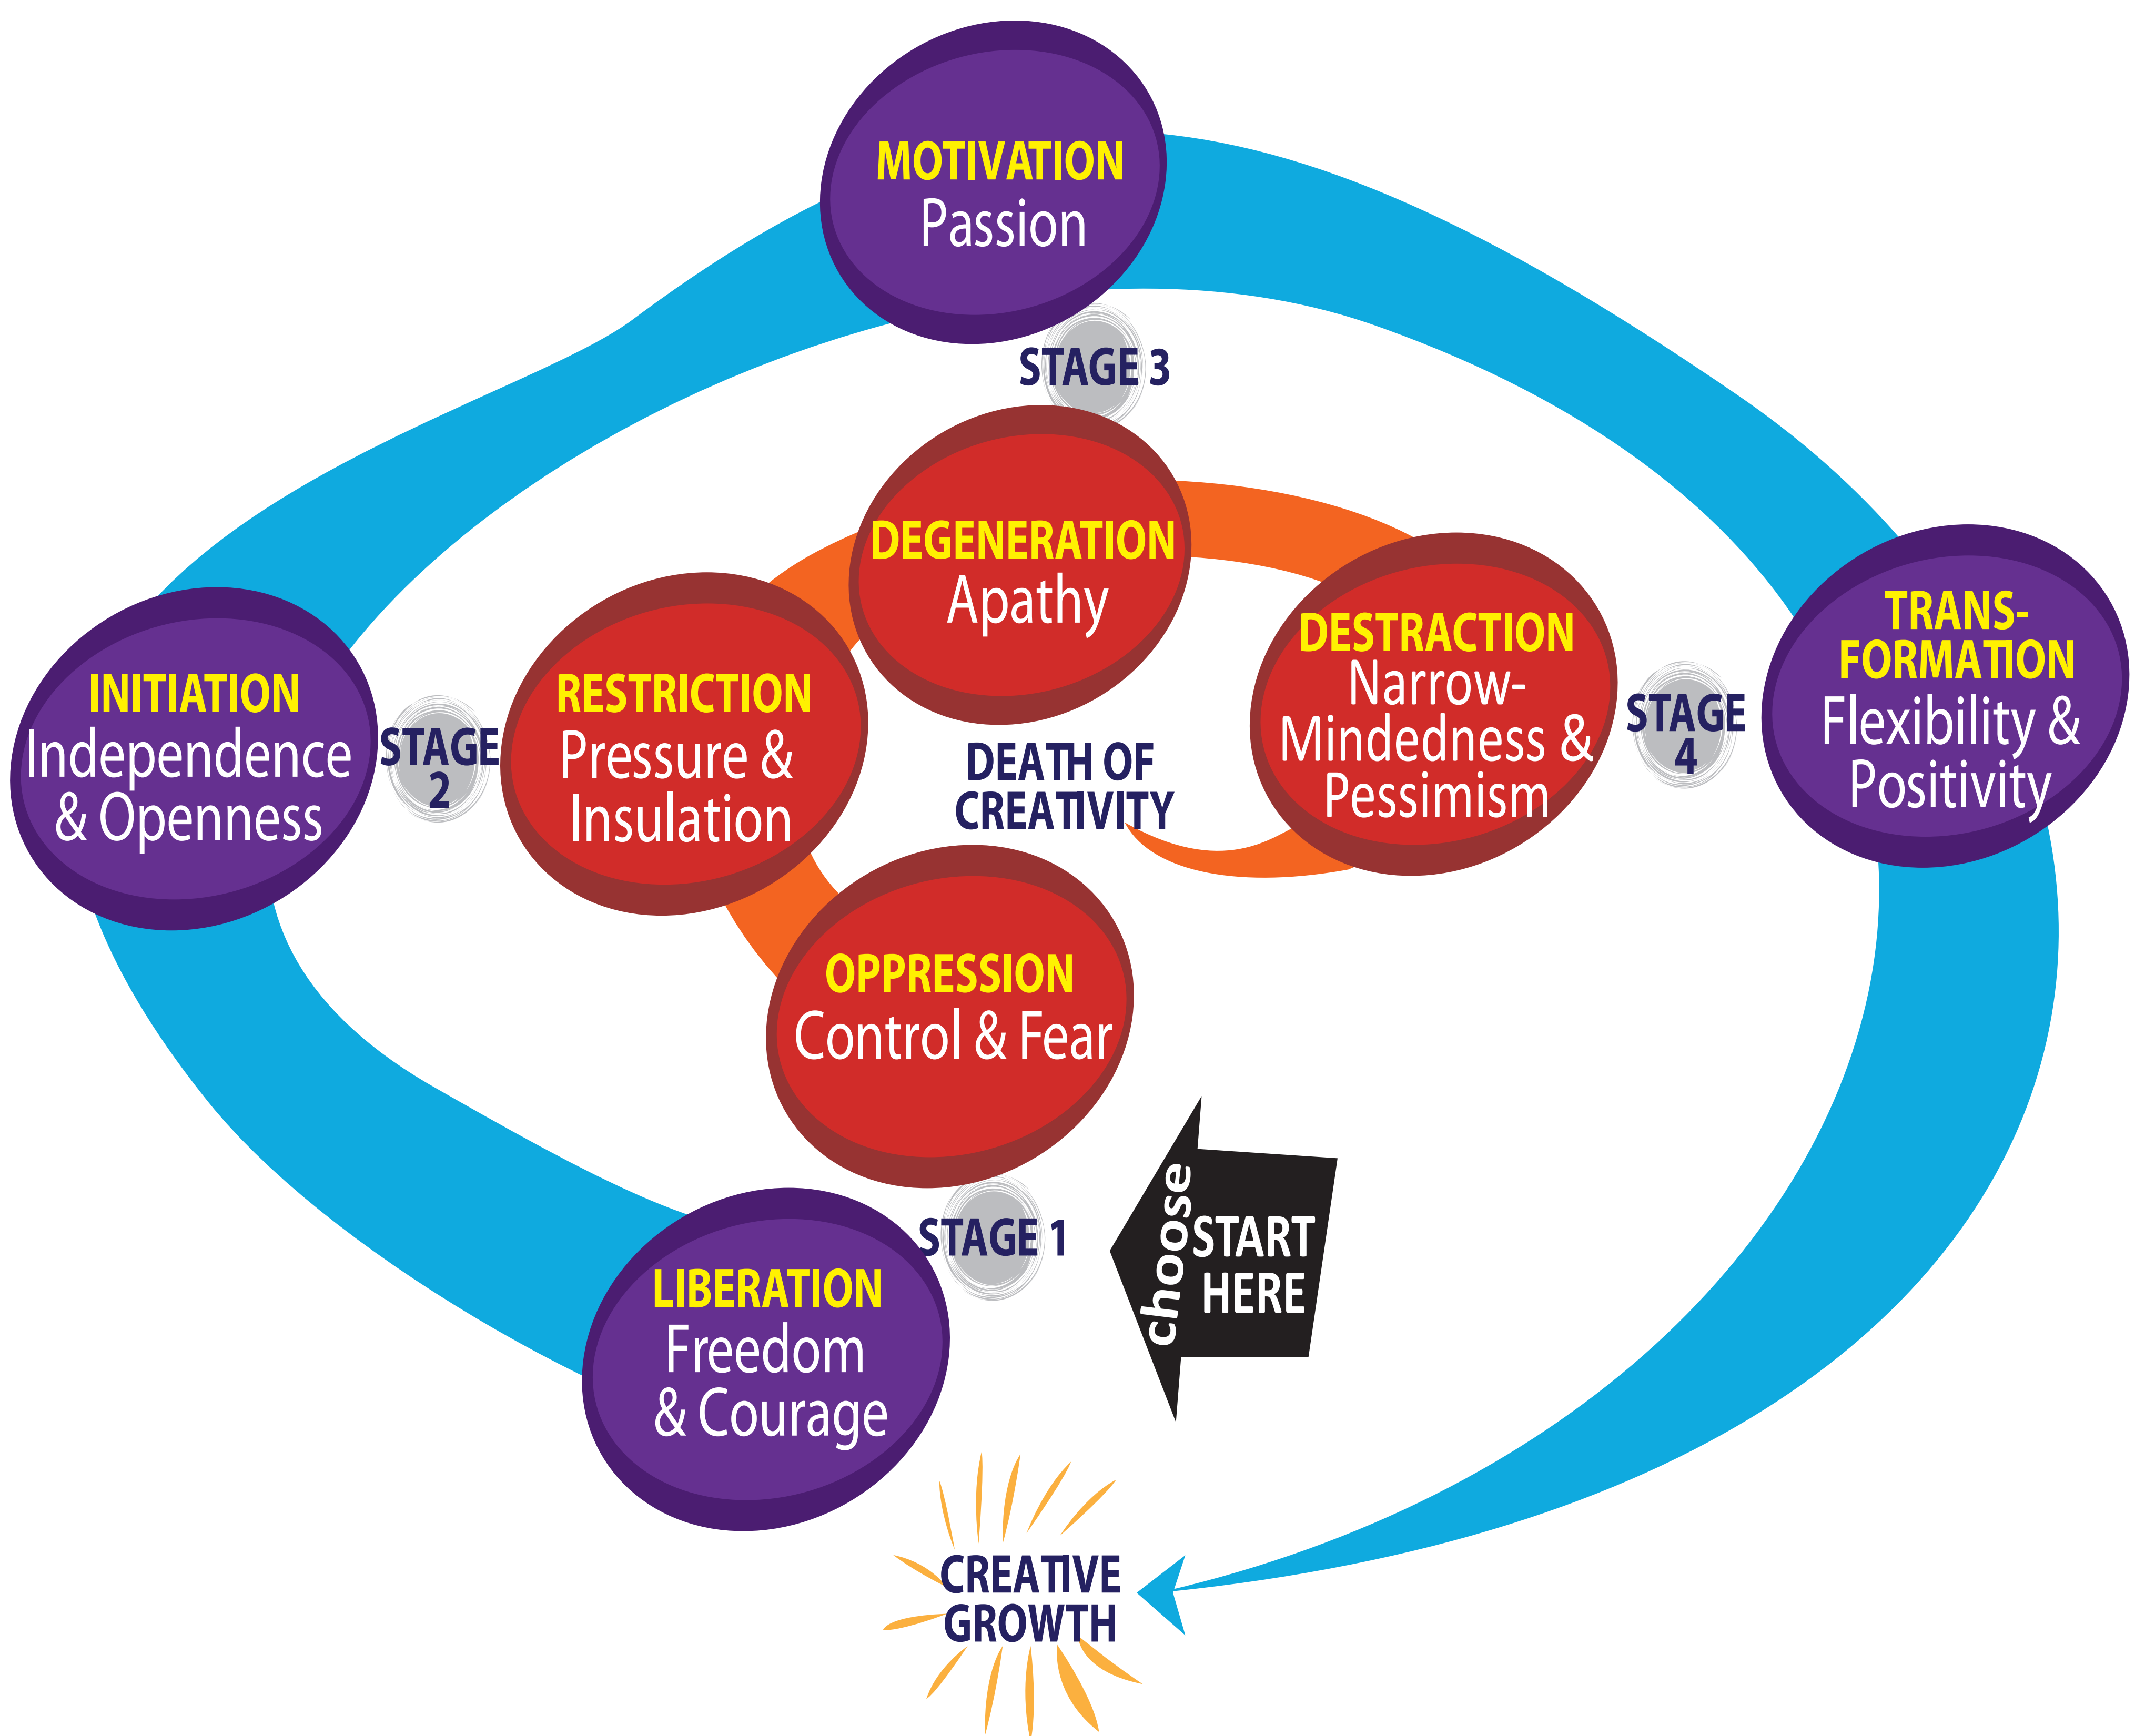 MOTIVATION
Passion
STAGE 3
DEGENERATION
Apathy
DESTRACTION
Narrow-
Mindedness &
Pessimism
STAGE
4
TRANS-
FORMATION
Flexibility &
Positivity
INITIATION
Independence
& Openness
STAGE
2
RESTRICTION
Pressure &
Insulation
DEATH OF
CREATIVITY
OPPRESSION
Control & Fear
STAGE 1
choose
START
HERE
LIBERATION
Freedom
& Courage
CREATIVE
GROWTH